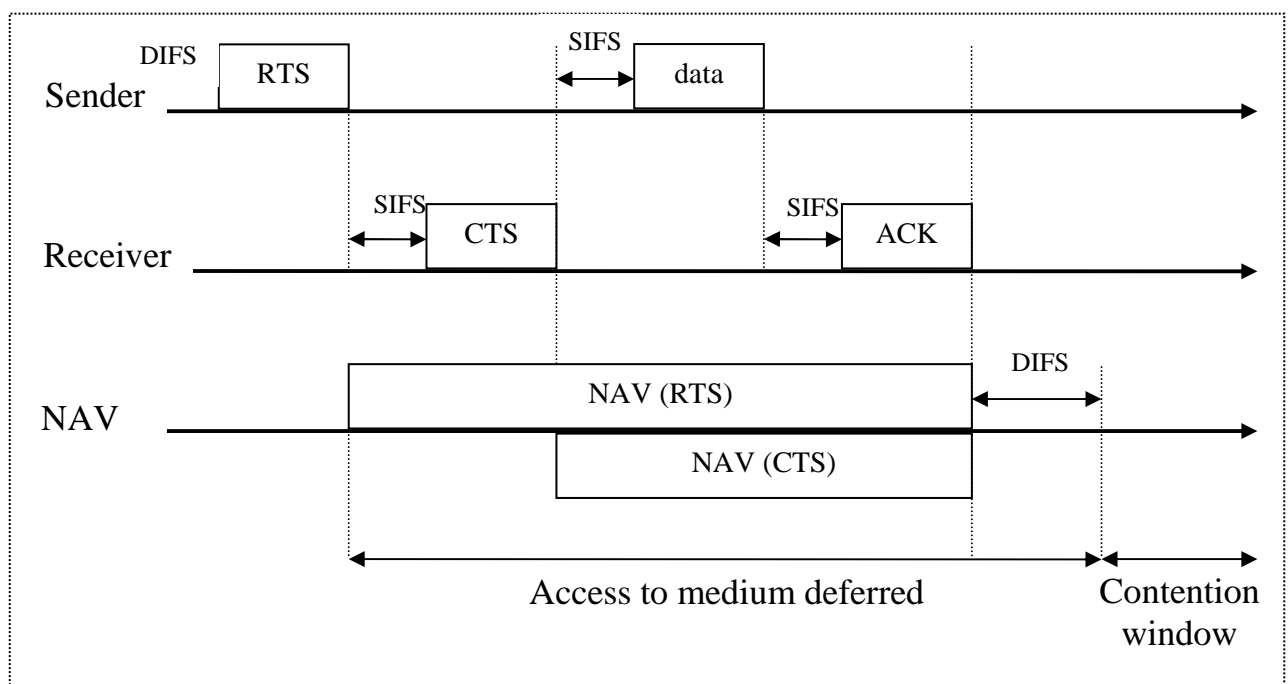 SIFS
DIFS
RTS
data
Sender
SIFS
SIFS
CTS
ACK
Receiver
DIFS
NAV (RTS)
NAV
NAV (CTS)
Access to medium deferred
Contention
window